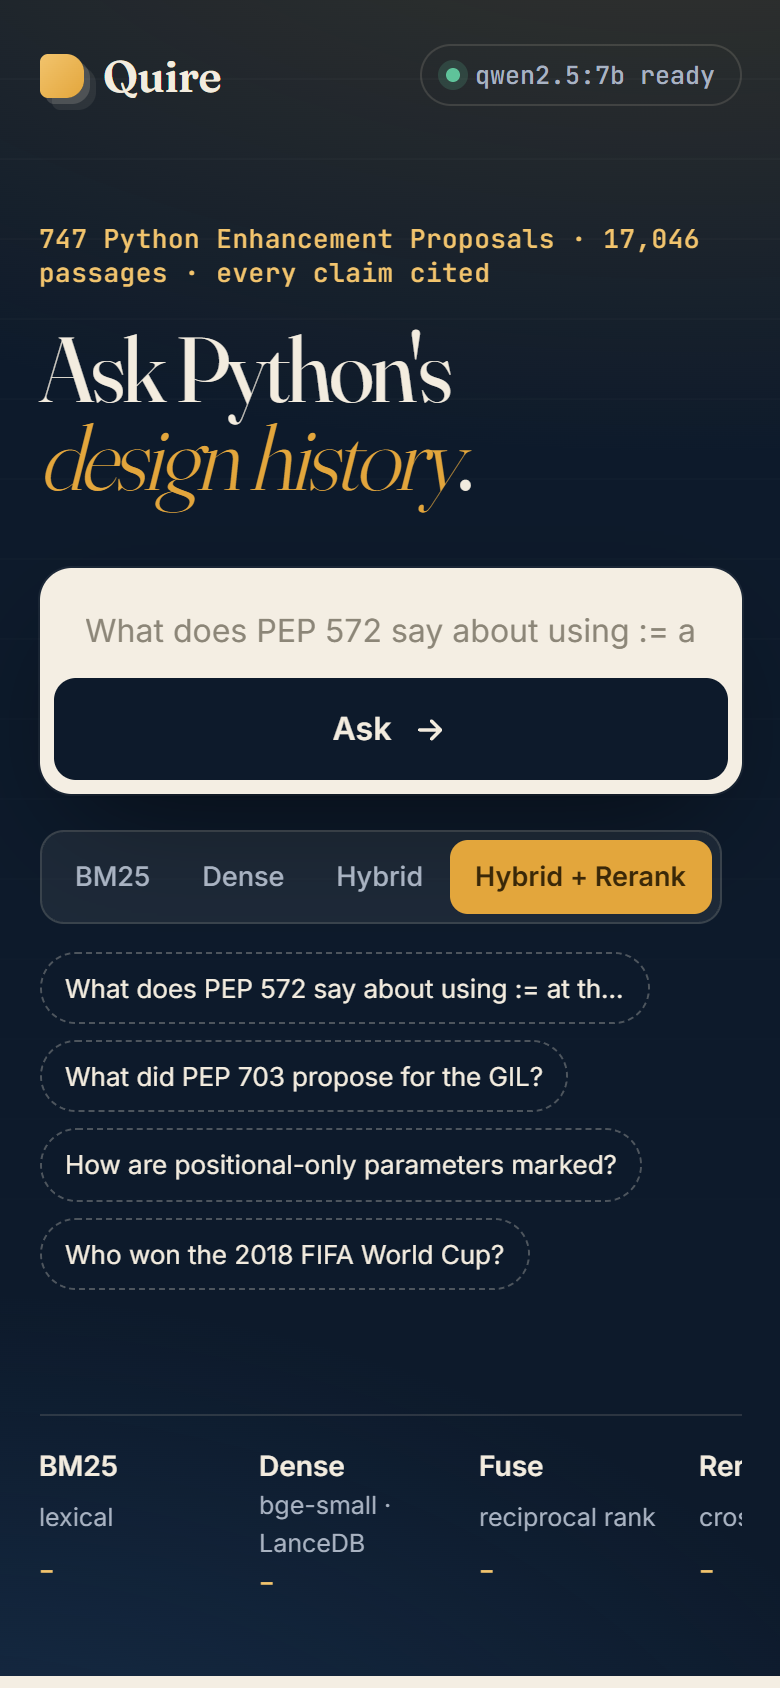 Quire
qwen2.5:7b ready
747 Python Enhancement Proposals · 17,046
passages · every claim cited
Ask Python's
design history.
What does PEP 572 say about using := a
Ask →
BM25 Dense Hybrid Hybrid + Rerank
What does PEP 572 say about using := at th...
What did PEP 703 propose for the GIL?
How are positional-only parameters marked?
Who won the 2018 FIFA World Cup?
BM25
lexical
–
Dense
bge-small ·
LanceDB
–
Fuse
reciprocal rank
–
Rer
cros
–